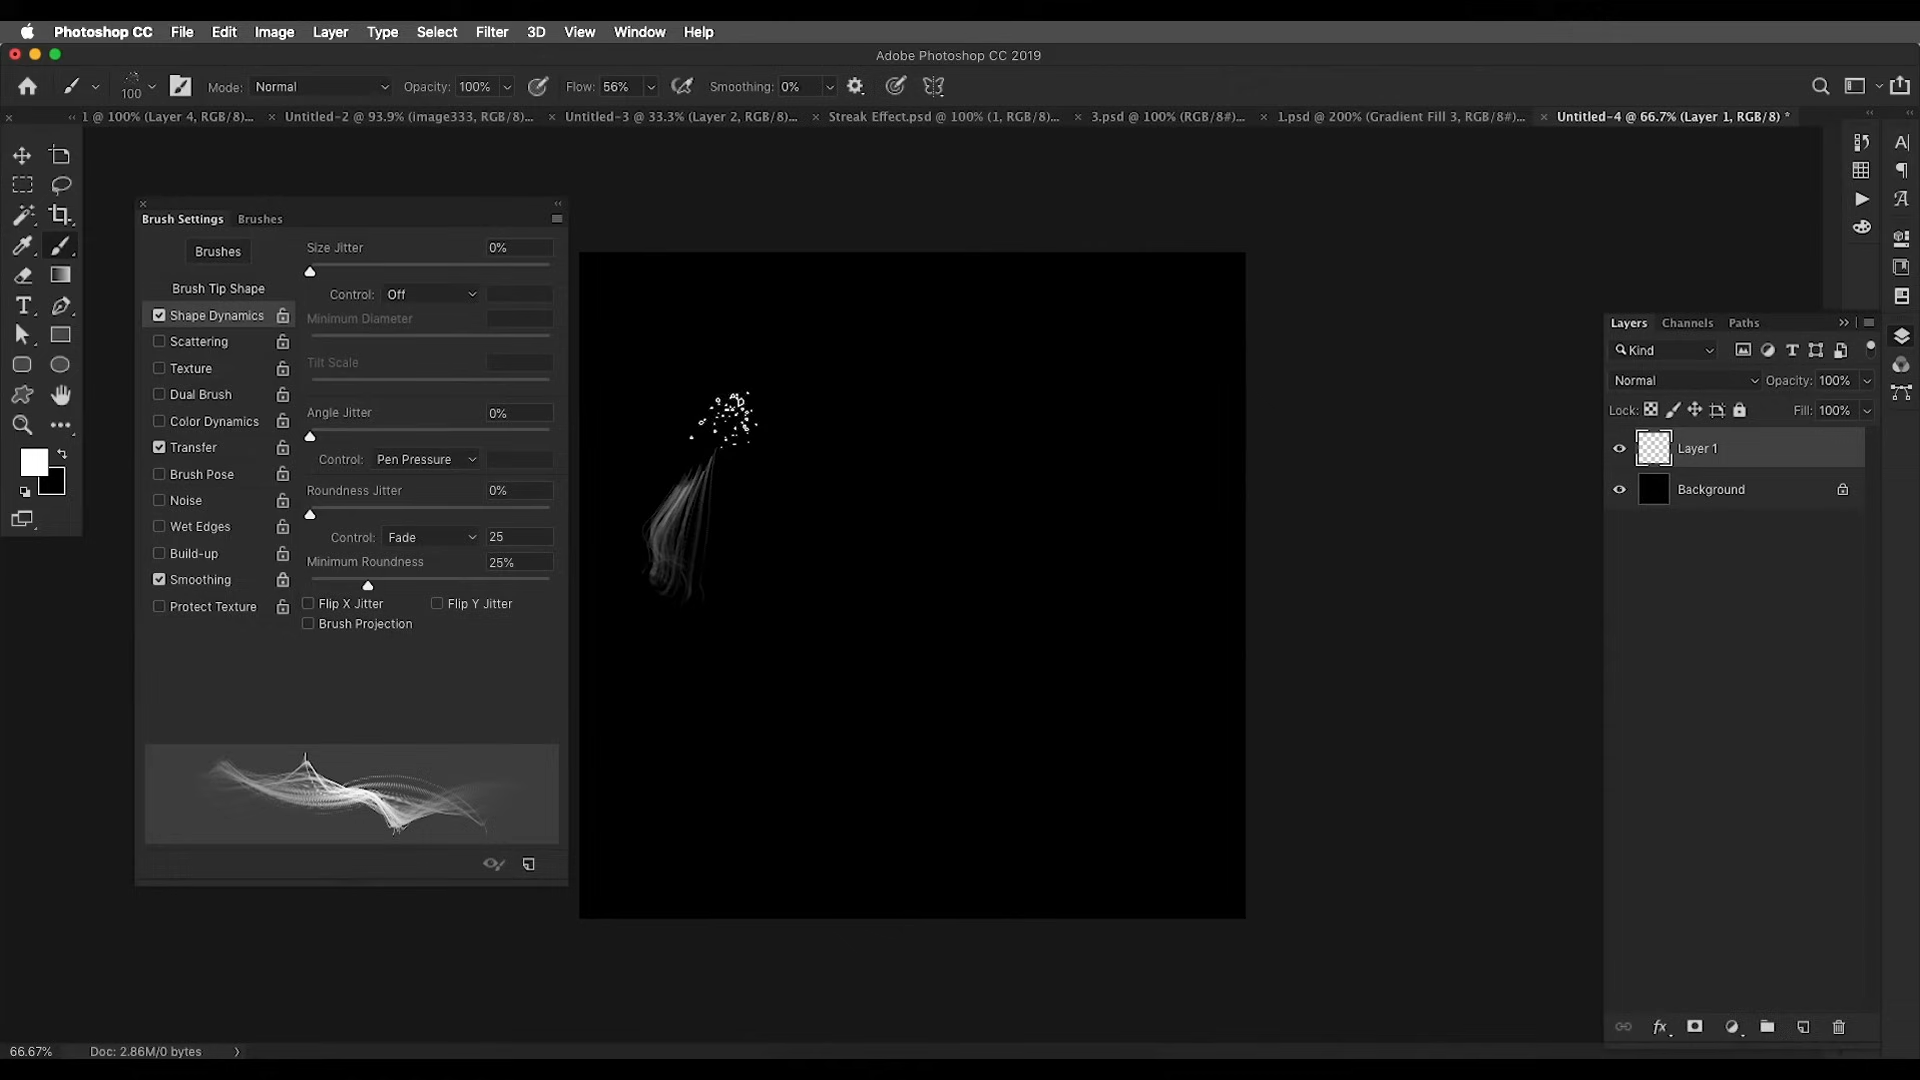 Photoshop CC File Edit Image Layer Type Select Filter 3D View Window Help
Adobe Photoshop CC 2019
100 Mode: Normal Opacity: 100% Flow: 56% Smoothing: 0%
1 @ 100% (Layer 4, RGB/8)... Untitled-2 @ 93.9% (image333, RGB/8)... Untitled-3 @ 33.3% (Layer 2, RGB/8)... Streak Effect.psd @ 100% (1, RGB/8)... 3.psd @ 100% (RGB/8#)... 1.psd @ 200% (Gradient Fill 3, RGB/8#)... Untitled-4 @ 66.7% (Layer 1, RGB/8) *
Brush Settings Brushes
Brushes
Brush Tip Shape
Shape Dynamics
Scattering
Texture
Dual Brush
Color Dynamics
Transfer
Brush Pose
Noise
Wet Edges
Build-up
Smoothing
Protect Texture
Size Jitter 0%
Control: Off
Minimum Diameter
Tilt Scale
Angle Jitter 0%
Control: Pen Pressure
Roundness Jitter 0%
Control: Fade 25
Minimum Roundness 25%
Flip X Jitter Flip Y Jitter
Brush Projection
Layers Channels Paths
Kind
Normal Opacity: 100%
Lock: Fill: 100%
Layer 1
Background
fx
66.67% Doc: 2.86M/0 bytes